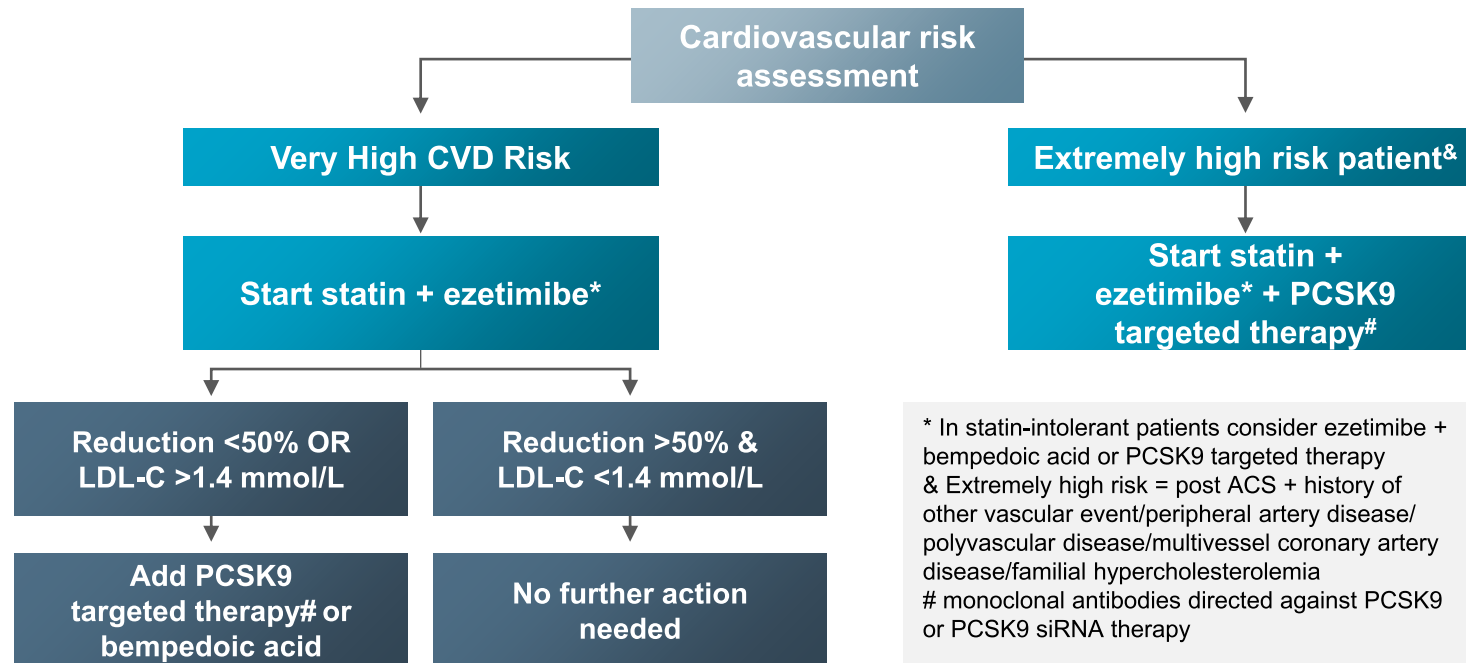 Cardiovascular risk
assessment
Very High CVD Risk
Extremely high risk patient&
Start statin + ezetimibe*
Start statin +
ezetimibe* + PCSK9
targeted therapy#
Reduction <50% OR
LDL-C >1.4 mmol/L
Reduction >50% &
LDL-C <1.4 mmol/L
Add PCSK9
targeted therapy# or
bempedoic acid
No further action
needed
* In statin-intolerant patients consider ezetimibe +
bempedoic acid or PCSK9 targeted therapy
& Extremely high risk = post ACS + history of
other vascular event/peripheral artery disease/
polyvascular disease/multivessel coronary artery
disease/familial hypercholesterolemia
# monoclonal antibodies directed against PCSK9
or PCSK9 siRNA therapy